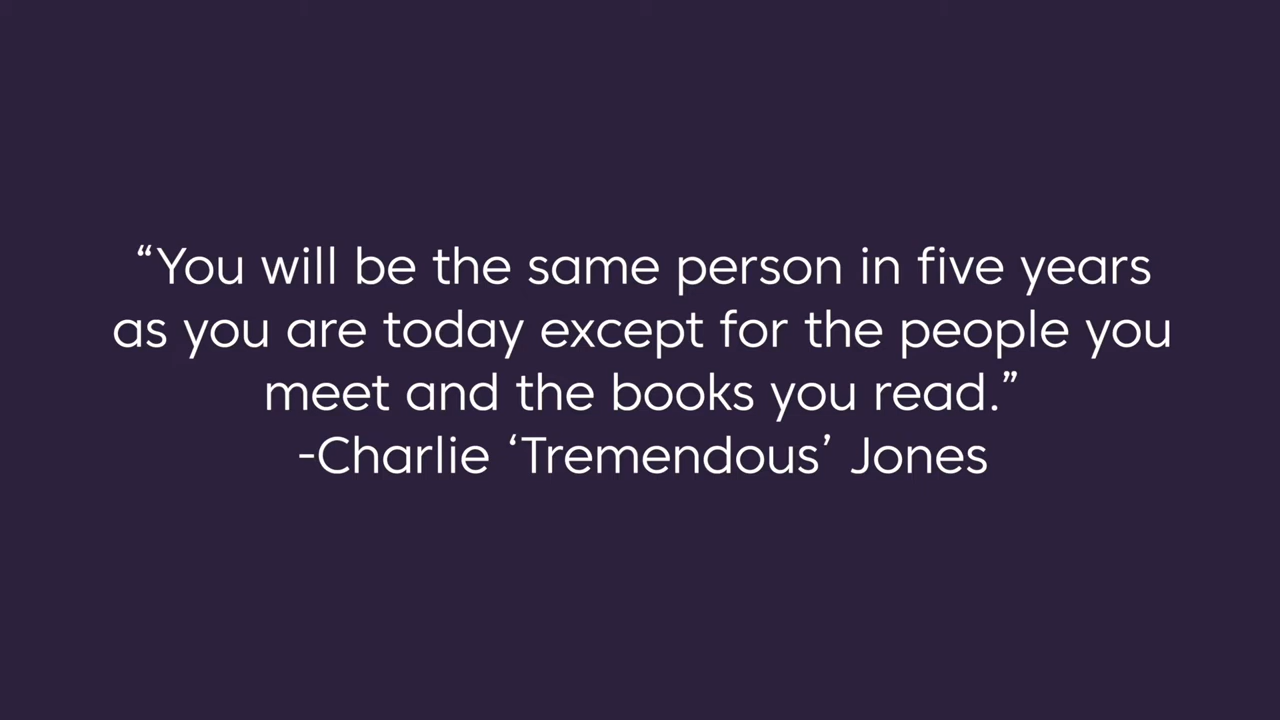 “You will be the same person in five years
as you are today except for the people you
meet and the books you read.”
-Charlie ‘Tremendous’ Jones